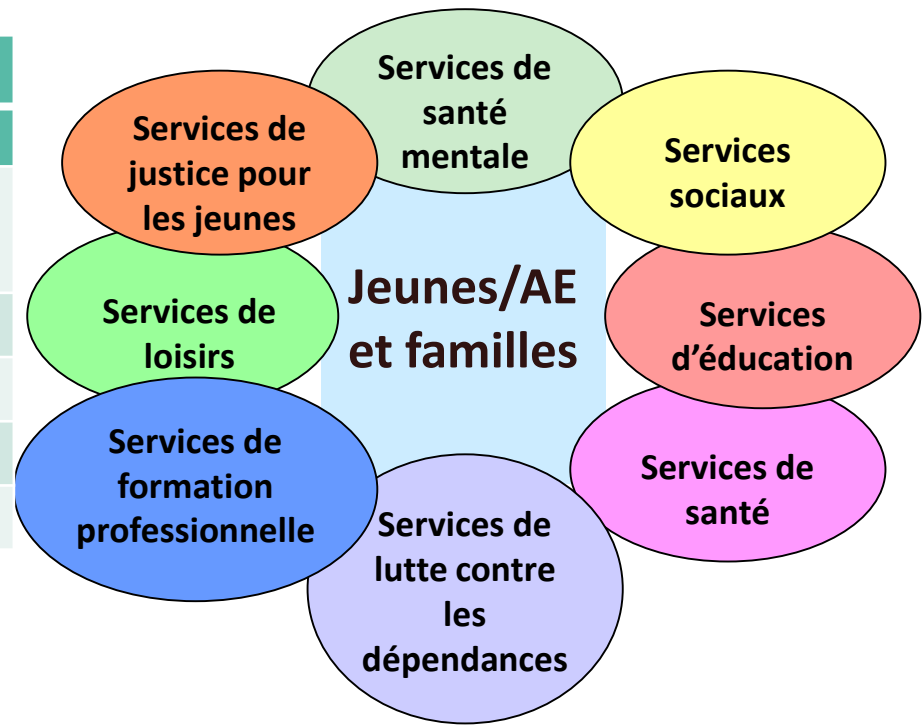 Services de
santé
mentale
Services de
justice pour
les jeunes
Services
sociaux
Jeunes/AE
et familles
Services de
loisirs
Services
d’éducation
Services de
formation
professionnelle
Services de
santé
Services de
lutte contre
les
dépendances